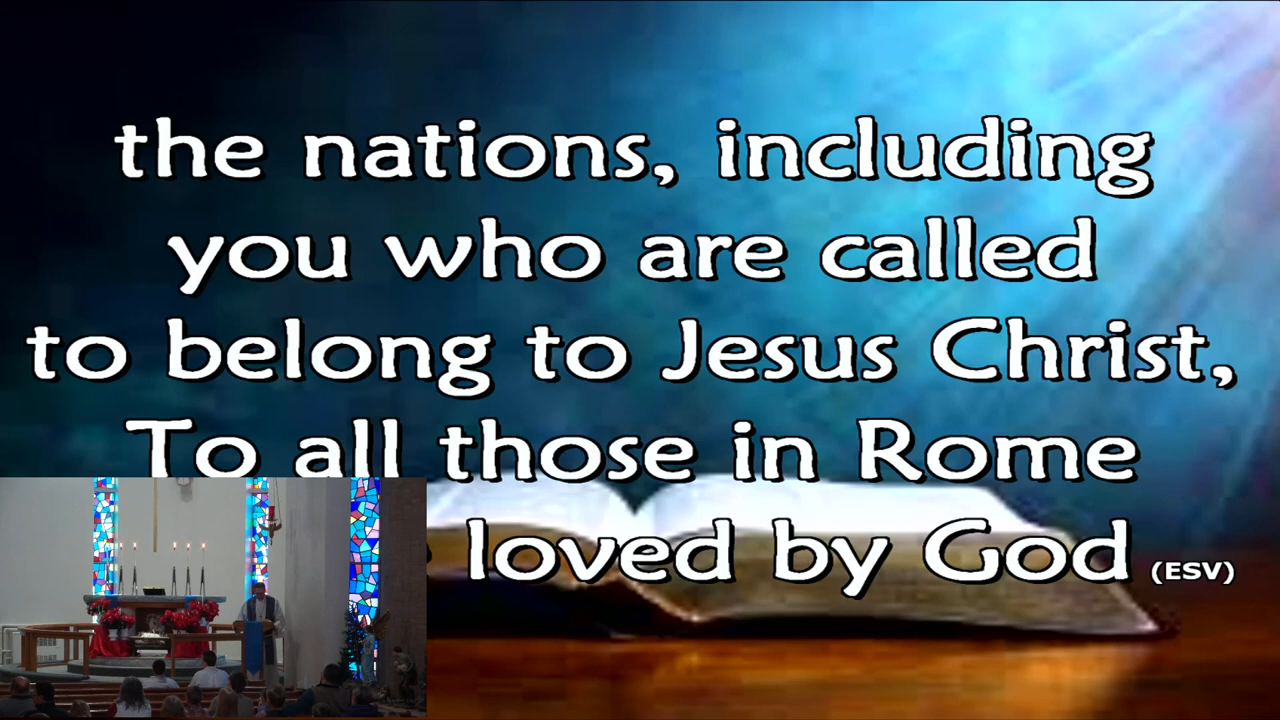 the nations, including
you who are called
to belong to Jesus Christ,
To all those in Rome
loved by God (ESV)